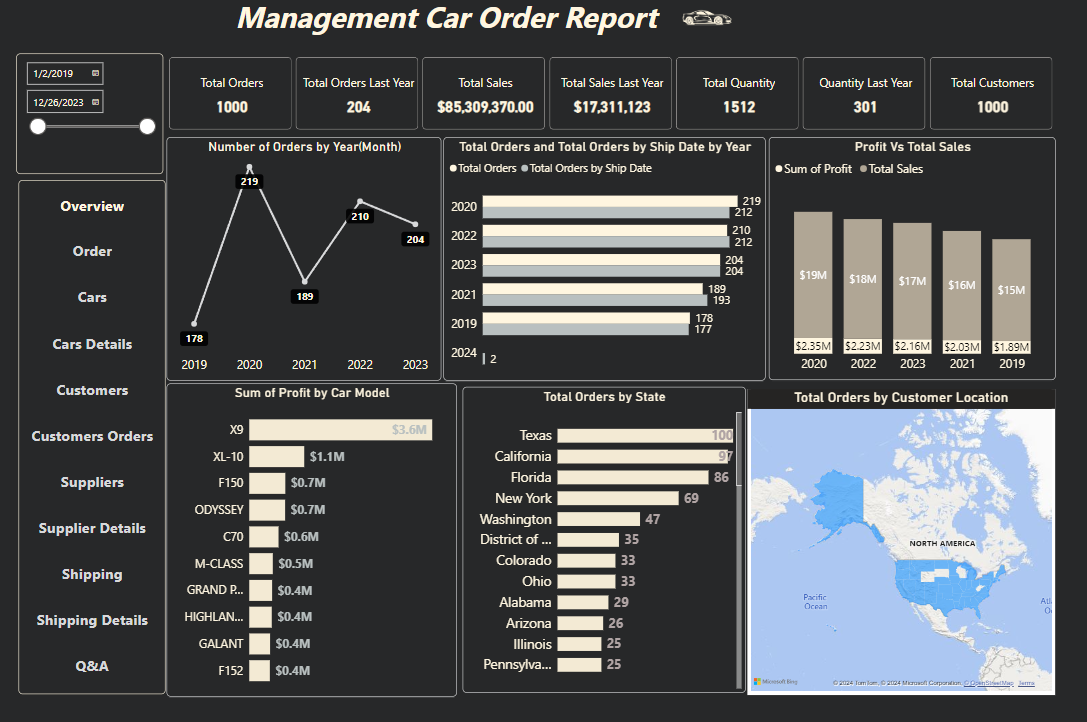 Management Car Order Report
1/2/2019
12/26/2023
Total Orders
1000
Total Orders Last Year
204
Total Sales
$85,309,370.00
Total Sales Last Year
$17,311,123
Total Quantity
1512
Quantity Last Year
301
Total Customers
1000
Overview
Order
Cars
Cars Details
Customers
Customers Orders
Suppliers
Supplier Details
Shipping
Shipping Details
Q&A
Number of Orders by Year(Month)
219
210
204
189
178
2019 2020 2021 2022 2023
Total Orders and Total Orders by Ship Date by Year
Total Orders Total Orders by Ship Date
2020 219
212
2022 210
212
2023 204
204
2021 189
193
2019 178
177
2024 2
Profit Vs Total Sales
Sum of Profit Total Sales
$19M $18M $17M $16M $15M
$2.35M $2.23M $2.16M $2.03M $1.89M
2020 2022 2023 2021 2019
Sum of Profit by Car Model
X9 $3.6M
XL-10 $1.1M
F150 $0.7M
ODYSSEY $0.7M
C70 $0.6M
M-CLASS $0.5M
GRAND P... $0.4M
HIGHLAN... $0.4M
GALANT $0.4M
F152 $0.4M
Total Orders by State
Texas 100
California 97
Florida 86
New York 69
Washington 47
District of ... 35
Colorado 33
Ohio 33
Alabama 29
Arizona 26
Illinois 25
Pennsylva... 25
Total Orders by Customer Location
NORTH AMERICA
Pacific
Ocean
Microsoft Bing
© 2024 TomTom, © 2024 Microsoft Corporation, © OpenStreetMap Terms